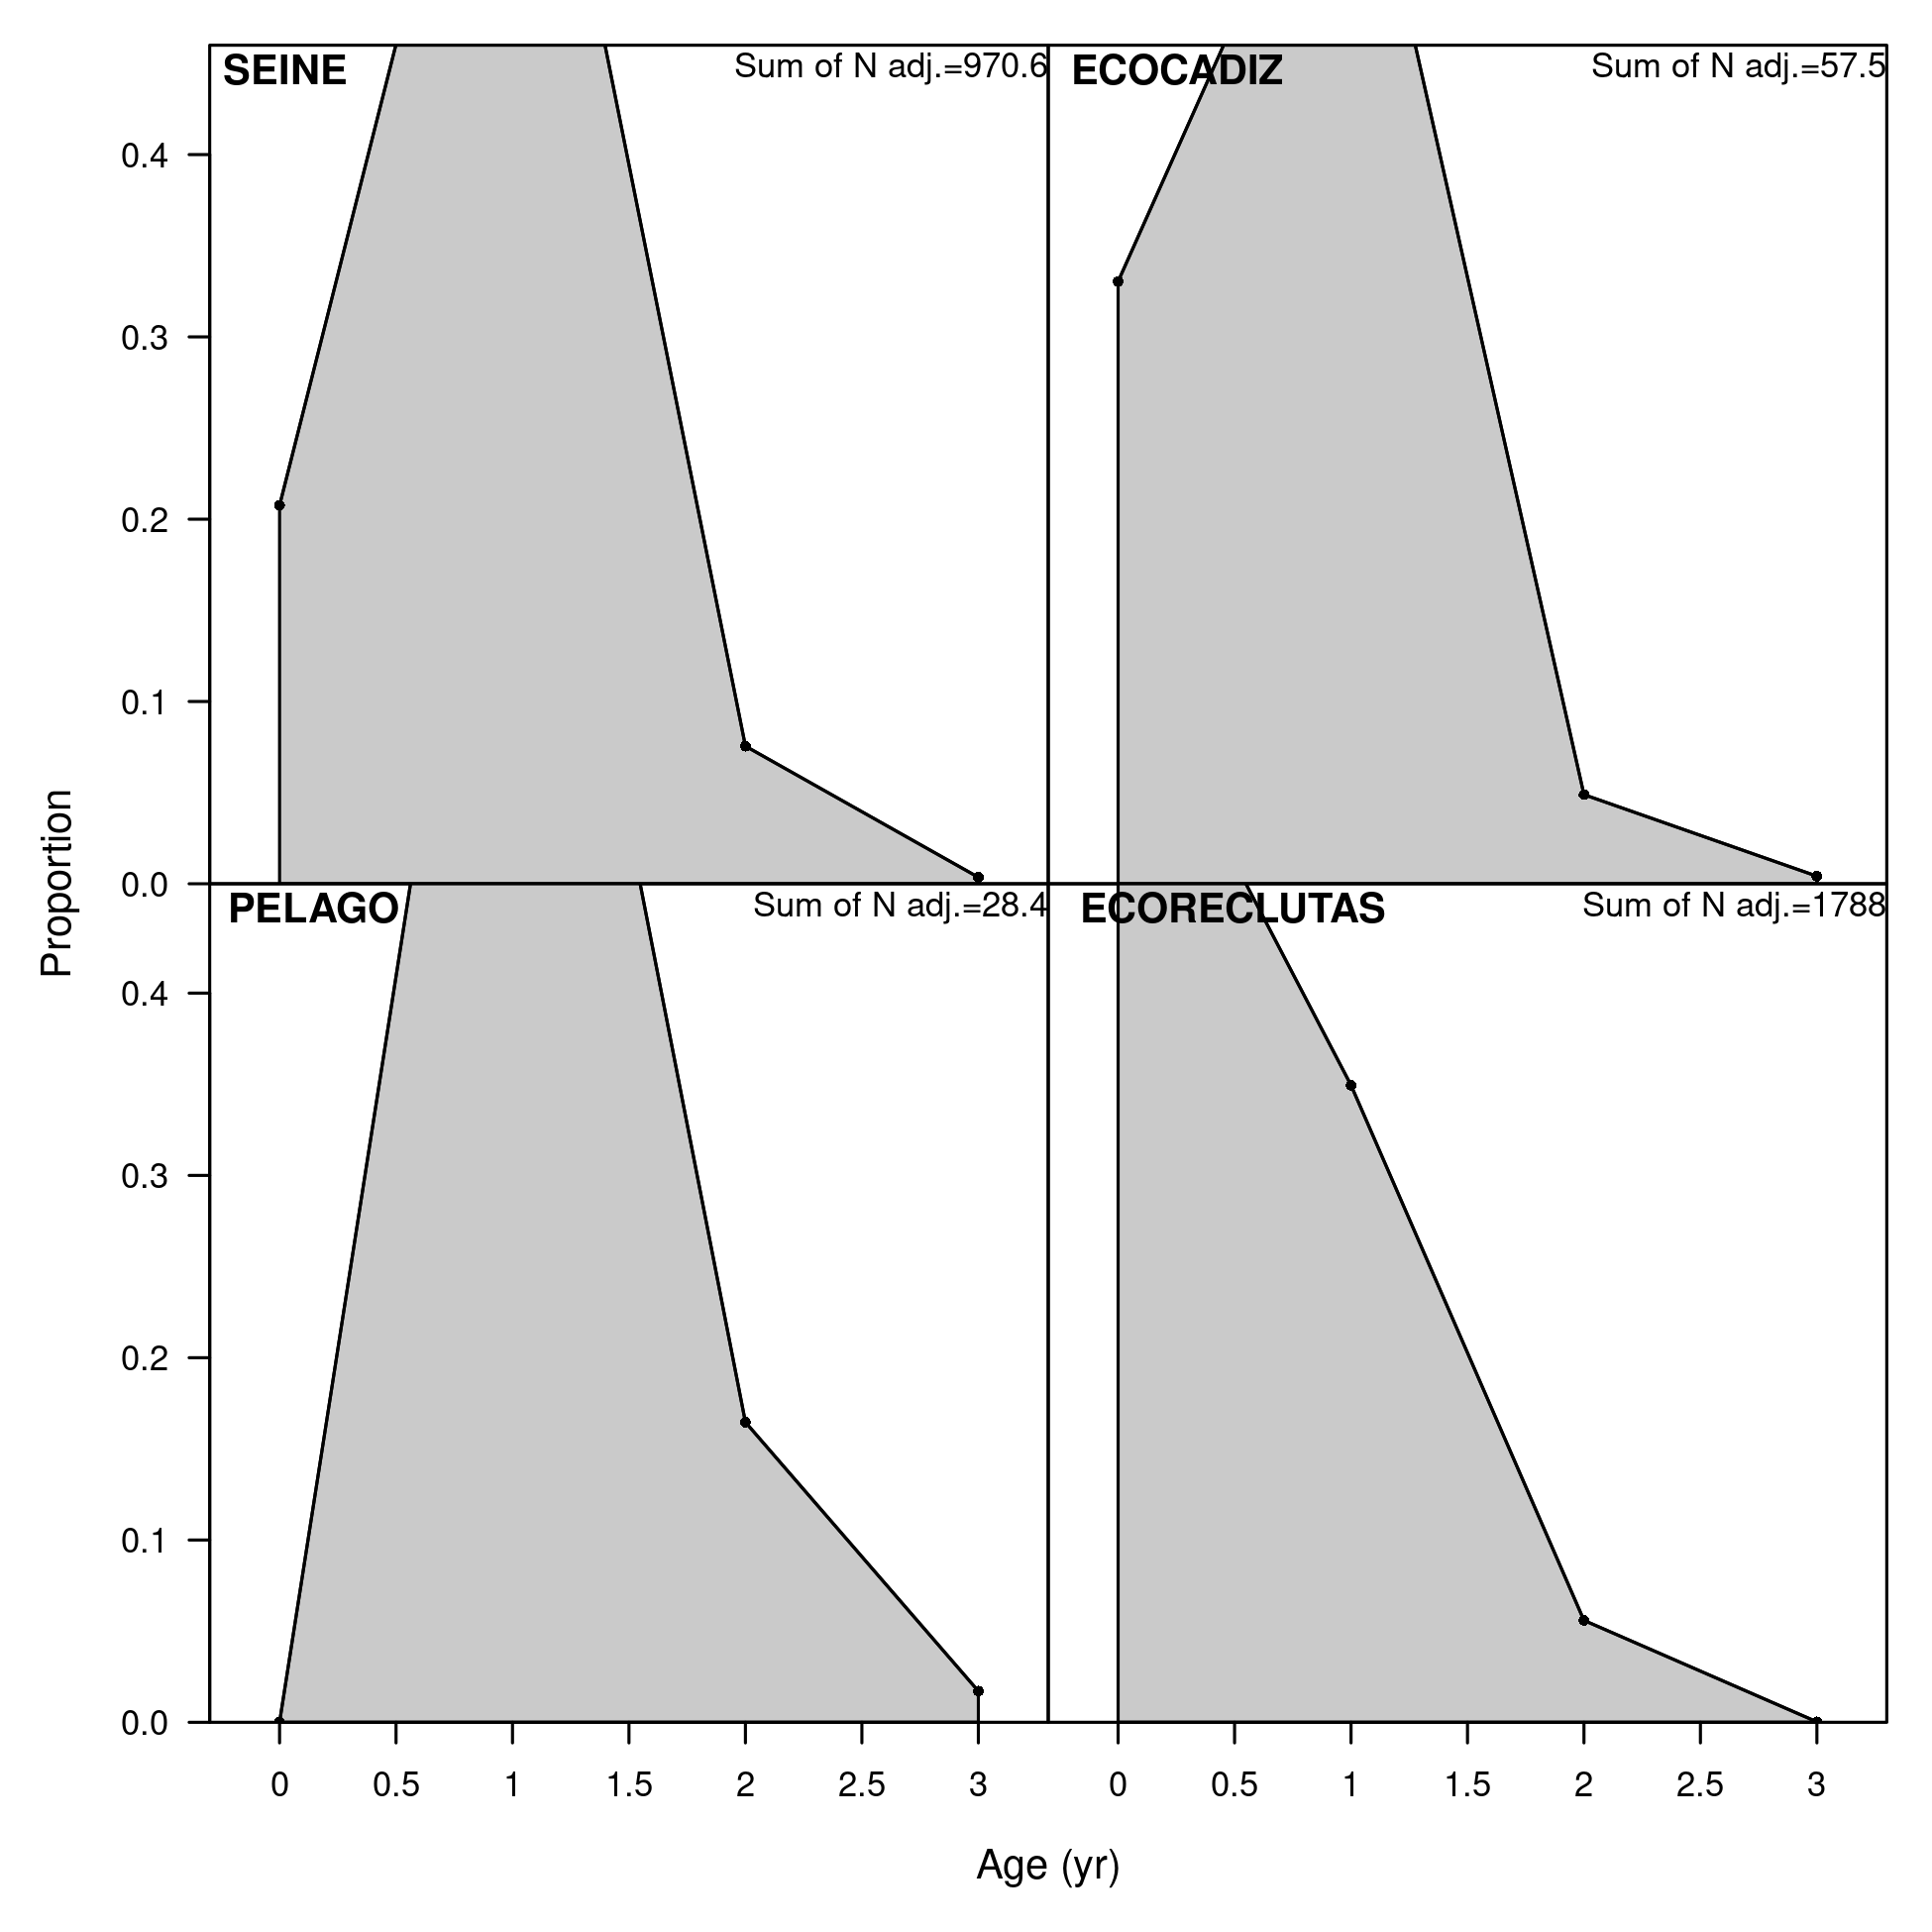 SEINE
Sum of N adj.=970.6
ECOCADIZ
Sum of N adj.=57.5
0.4
0.3
0.2
0.1
0.0
PELAGO
Sum of N adj.=28.4
ECORECLUTAS
Sum of N adj.=1788
0.4
0.3
0.2
0.1
0.0
Proportion
0 0.5 1 1.5 2 2.5 3
0 0.5 1 1.5 2 2.5 3
Age (yr)